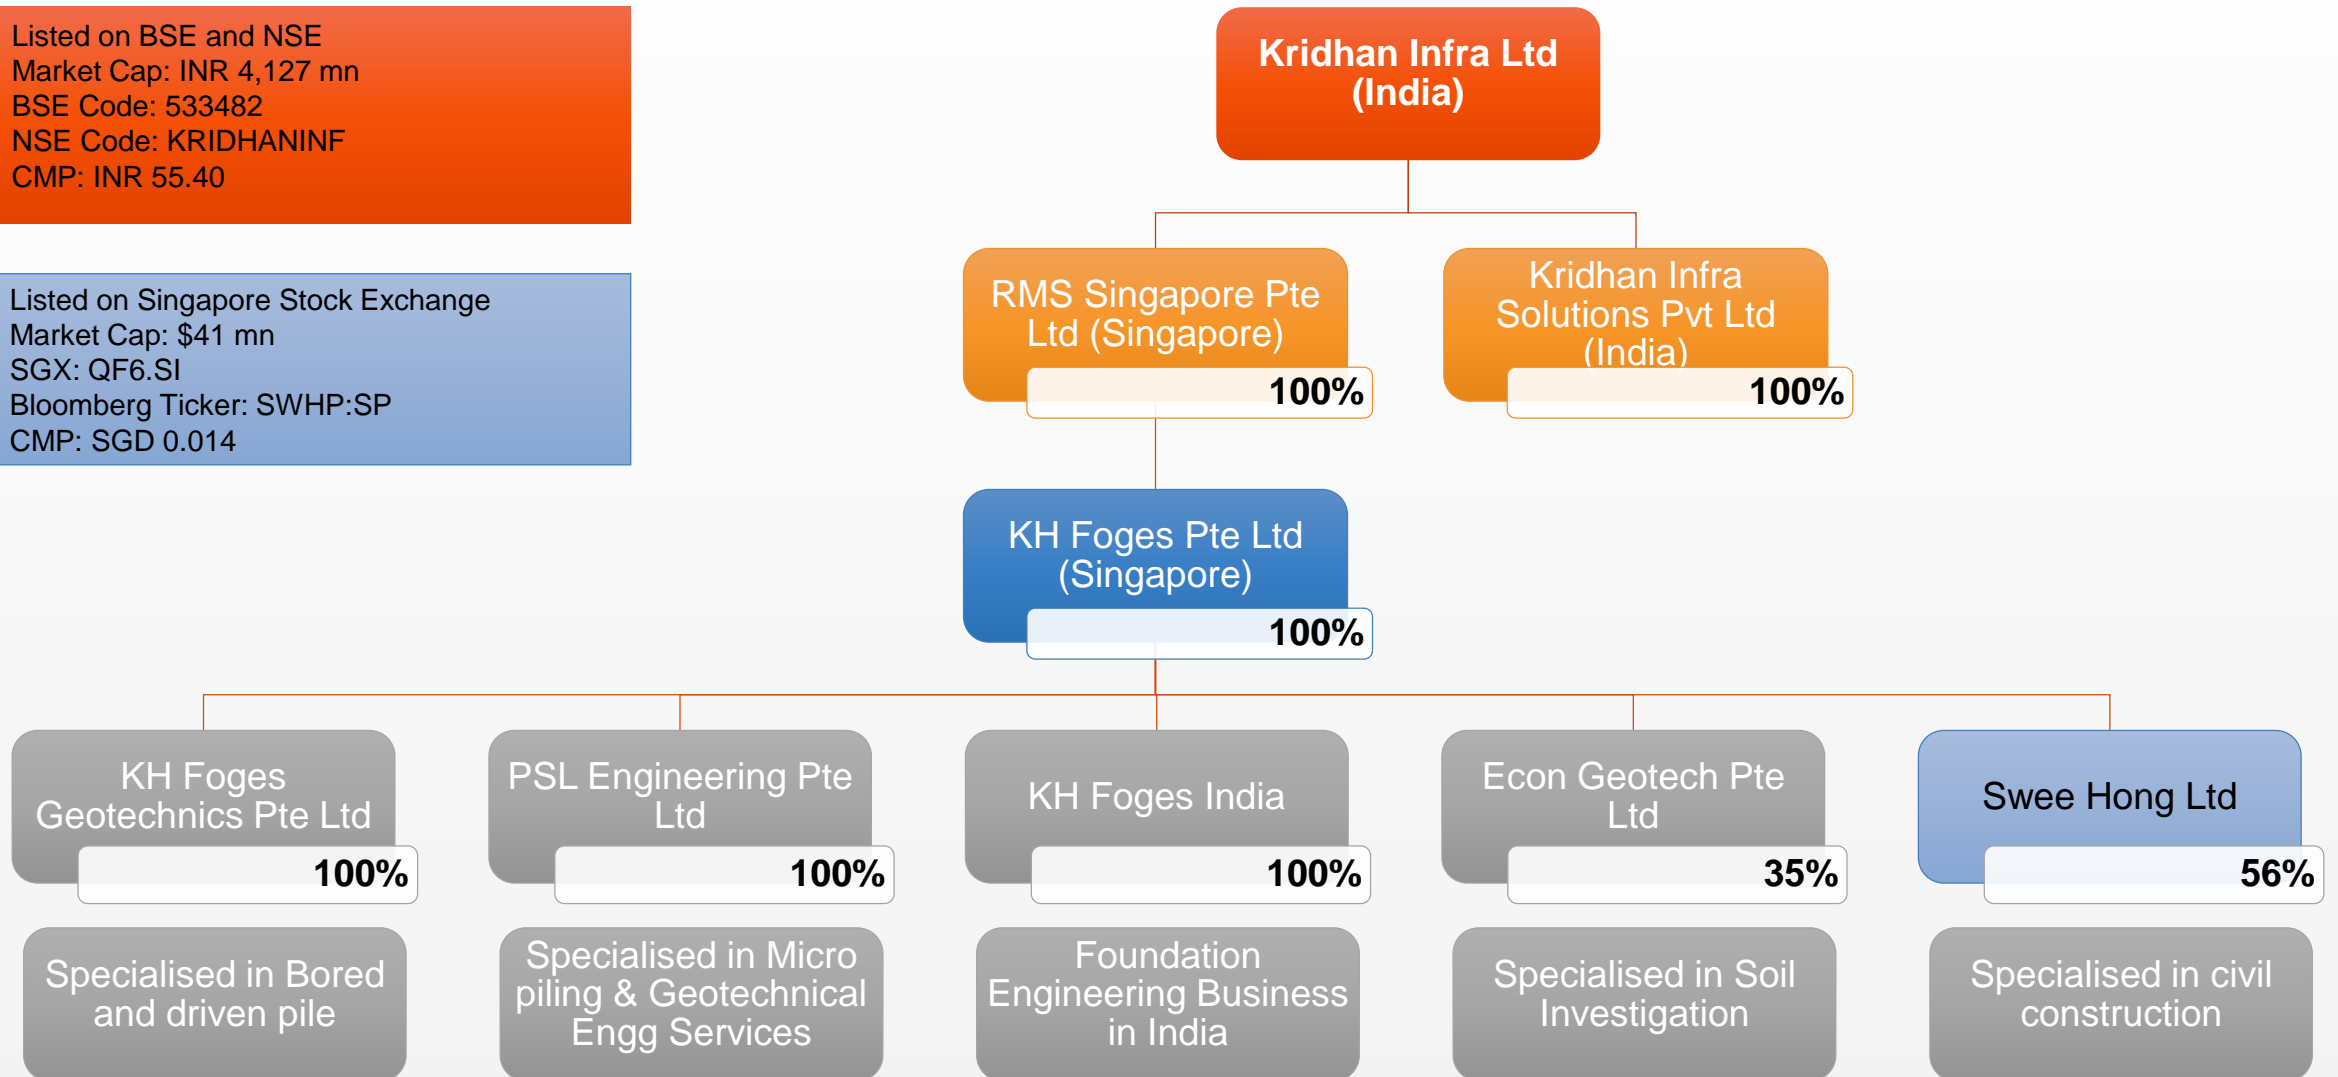 Listed on BSE and NSE
Market Cap: INR 4,127 mn
BSE Code: 533482
NSE Code: KRIDHANINF
CMP: INR 55.40
Listed on Singapore Stock Exchange
Market Cap: $41 mn
SGX: QF6.SI
Bloomberg Ticker: SWHP:SP
CMP: SGD 0.014
Kridhan Infra Ltd
(India)
RMS Singapore Pte
Ltd (Singapore)
100%
Kridhan Infra
Solutions Pvt Ltd
(India)
100%
KH Foges Pte Ltd
(Singapore)
100%
KH Foges
Geotechnics Pte Ltd
100%
PSL Engineering Pte
Ltd
100%
KH Foges India
100%
Econ Geotech Pte
Ltd
35%
Swee Hong Ltd
56%
Specialised in Bored
and driven pile
Specialised in Micro
piling & Geotechnical
Engg Services
Foundation
Engineering Business
in India
Specialised in Soil
Investigation
Specialised in civil
construction